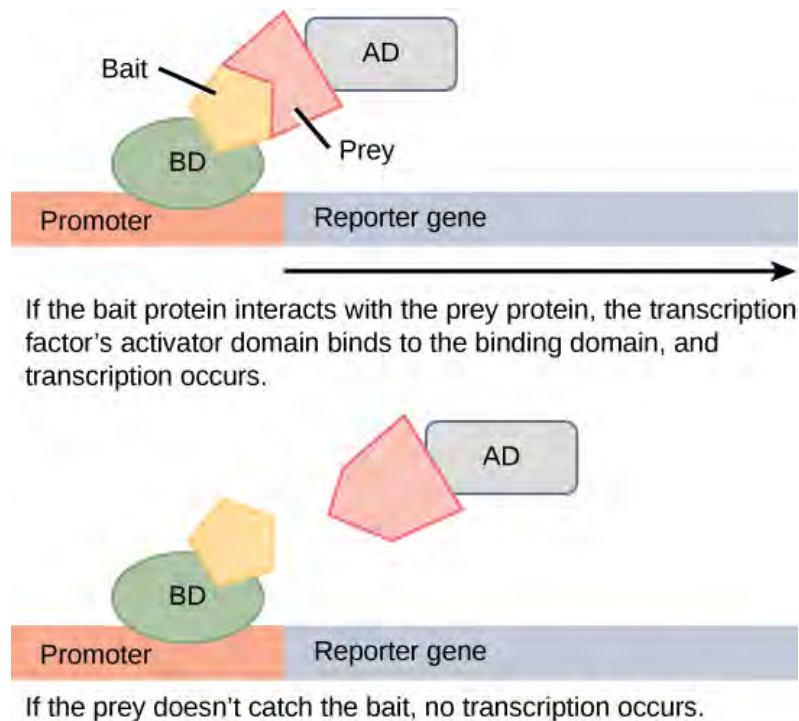 AD
Bait
Prey
BD
Promoter
Reporter gene
If the bait protein interacts with the prey protein, the transcription
factor’s activator domain binds to the binding domain, and
transcription occurs.
AD
BD
Promoter
Reporter gene
If the prey doesn’t catch the bait, no transcription occurs.